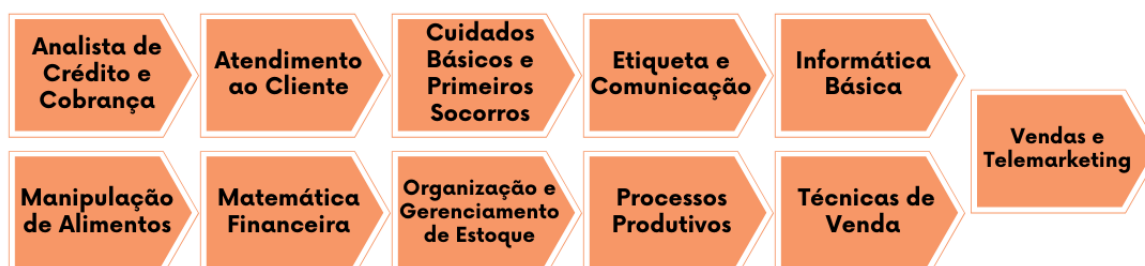 Analista de
Crédito e
Cobrança
Atendimento
ao Cliente
Cuidados
Básicos e
Primeiros
Socorros
Etiqueta e
Comunicação
Informática
Básica
Vendas e
Telemarketing
Manipulação
de Alimentos
Matemática
Financeira
Organização e
Gerenciamento
de Estoque
Processos
Produtivos
Técnicas de
Venda